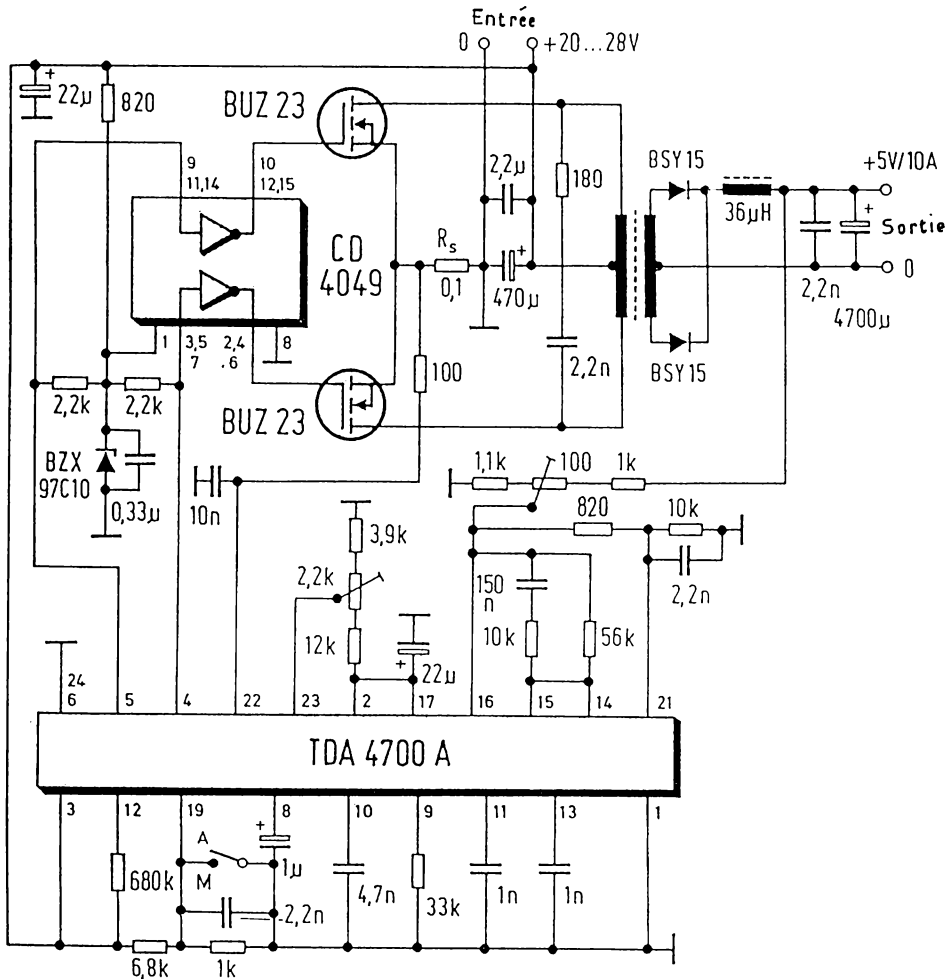 Entrée
0
+20...28V
22µ
+
820
BUZ 23
9
11,14
10
12,15
2,2µ
180
BSY15
+5V/10A
36µH
+
Sortie
CD
4049
Rs
0,1
+
470µ
2,2n
0
4700µ
1
3,5
7
2,4
.6
8
100
2,2n
BSY15
2,2k
2,2k
BUZ 23
BZX
97C10
0,33µ
10n
1,1k
100
1k
820
10k
3,9k
2,2k
150
n
2,2n
12k
+
22µ
10k
56k
24
6
5
4
22
23
2
17
16
15
14
21
TDA 4700 A
3
12
19
8
10
9
11
13
1
+
A
M
1µ
680k
2,2n
4,7n
33k
1n
1n
6,8k
1k